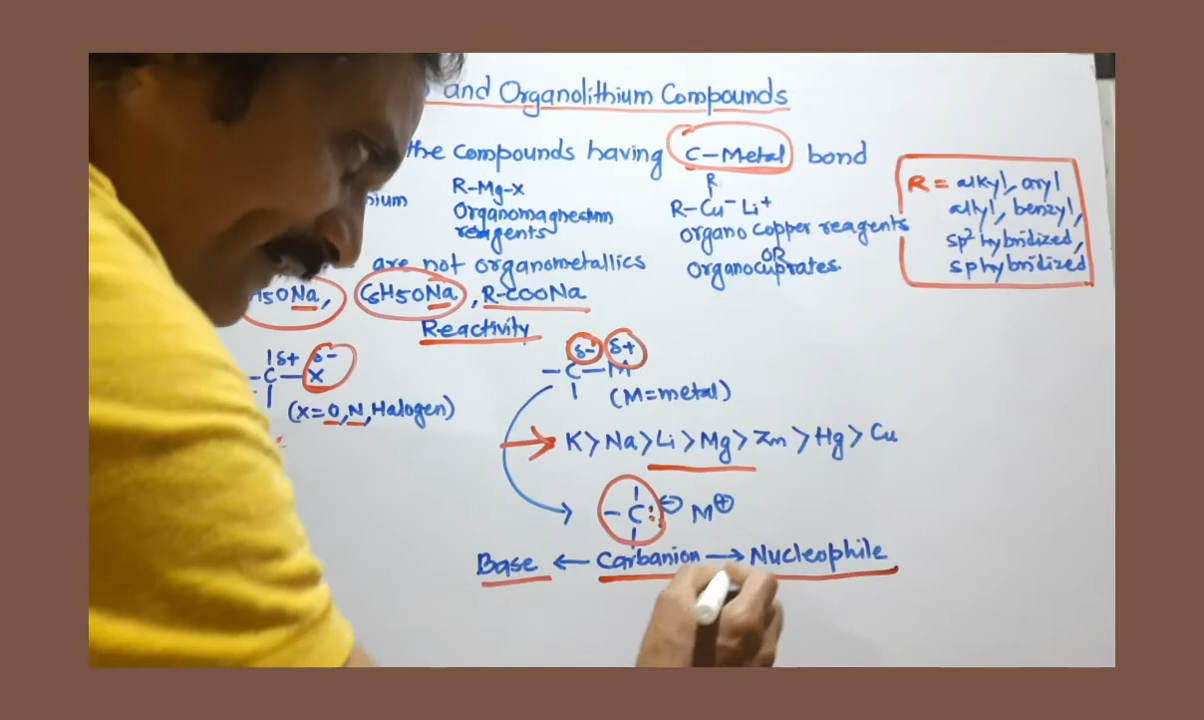 and Organolithium Compounds
the compounds having C-Metal bond
R-Mg-X
Organomagnesium
reagents
R
R-Cu⁻ Li⁺
organo copper reagents
OR
organocuprates.
R = alkyl, aryl
allyl, benzyl,
sp² hybridized,
sp hybridized
are not organometallics
H5ONa, C6H5ONa, R-COONa
Reactivity
δ+ δ-
-C-X
(X=O,N,Halogen)
δ- δ+
-C-M
(M=metal)
K>Na>Li>Mg>Zn>Hg>Cu
-C:⊖ M⊕
Base ← Carbanion → Nucleophile